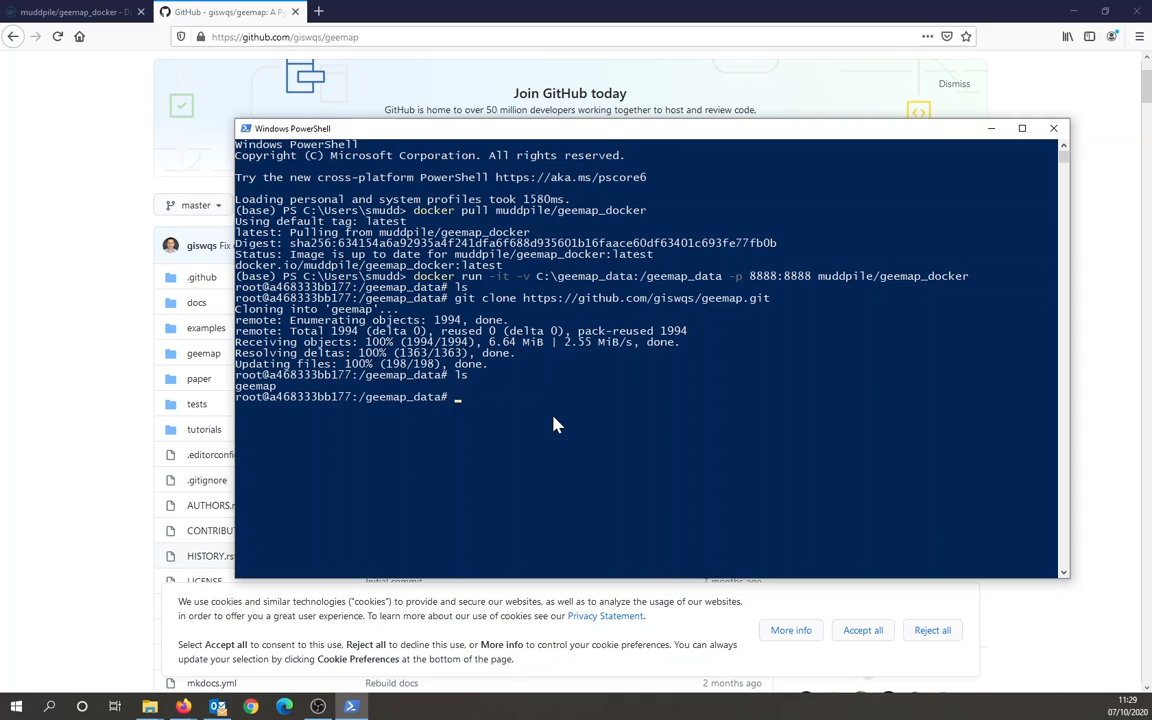 muddpile/geemap_docker - D
GitHub - giswqs/geemap: A P
https://github.com/giswqs/geemap
Dismiss
Join GitHub today
GitHub is home to over 50 million developers working together to host and review code,
master
giswqs Fix
.github
docs
examples
geemap
paper
tests
tutorials
.editorconfi
.gitignore
AUTHORS.r
CONTRIBU
HISTORY.rs
LICENSE
Initial commit
7 months ago
mkdocs.yml
Rebuild docs
2 months ago
Windows PowerShell
Windows PowerShell
Copyright (C) Microsoft Corporation. All rights reserved.
Try the new cross-platform PowerShell https://aka.ms/pscore6
Loading personal and system profiles took 1580ms.
(base) PS C:\Users\smudd> docker pull muddpile/geemap_docker
Using default tag: latest
latest: Pulling from muddpile/geemap_docker
Digest: sha256:634154a6a92935a4f241dfa6f688d935601b16faace60df63401c693fe77fb0b
Status: Image is up to date for muddpile/geemap_docker:latest
docker.io/muddpile/geemap_docker:latest
(base) PS C:\Users\smudd> docker run -it -v C:\geemap_data:/geemap_data -p 8888:8888 muddpile/geemap_docker
root@a468333bb177:/geemap_data# ls
root@a468333bb177:/geemap_data# git clone https://github.com/giswqs/geemap.git
Cloning into 'geemap'...
remote: Enumerating objects: 1994, done.
remote: Total 1994 (delta 0), reused 0 (delta 0), pack-reused 1994
Receiving objects: 100% (1994/1994), 6.64 MiB | 2.55 MiB/s, done.
Resolving deltas: 100% (1363/1363), done.
Updating files: 100% (198/198), done.
root@a468333bb177:/geemap_data# ls
geemap
root@a468333bb177:/geemap_data# _
We use cookies and similar technologies ("cookies") to provide and secure our websites, as well as to analyze the usage of our websites,
in order to offer you a great user experience. To learn more about our use of cookies see our Privacy Statement.
Select Accept all to consent to this use, Reject all to decline this use, or More info to control your cookie preferences. You can always
update your selection by clicking Cookie Preferences at the bottom of the page.
More info
Accept all
Reject all
11:29
07/10/2020